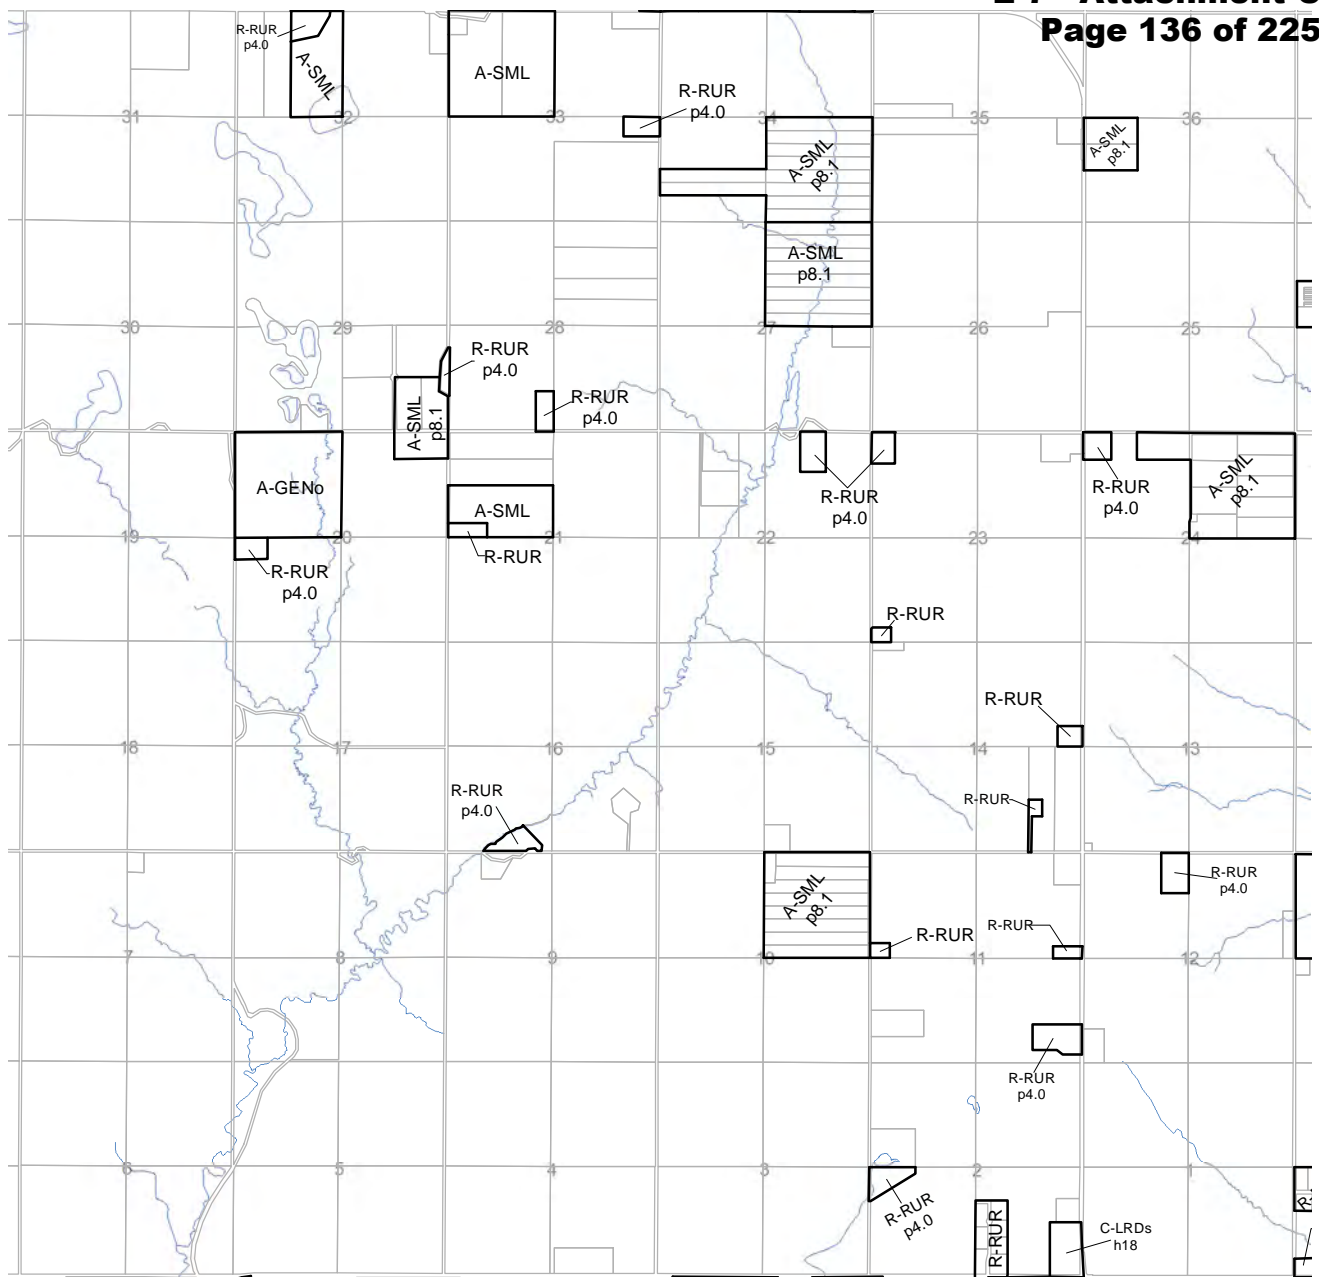 Page 136 of 225
R-RUR
p4.0
A-SML
A-SML
R-RUR
p4.0
31
32
33
34
35
36
A-SML
p8.1
A-SML
p8.1
A-SML
p8.1
30
29
28
27
26
25
R-RUR
p4.0
R-RUR
p4.0
A-SML
p8.1
A-GENo
A-SML
R-RUR
R-RUR
p4.0
R-RUR
p4.0
A-SML
p8.1
19
20
21
22
23
24
R-RUR
p4.0
R-RUR
R-RUR
18
17
16
15
14
13
R-RUR
p4.0
R-RUR
A-SML
p8.1
R-RUR
p4.0
R-RUR
R-RUR
7
8
9
10
11
12
R-RUR
p4.0
6
5
4
3
2
1
R-RUR
p4.0
R-RUR
C-LRDs
h18